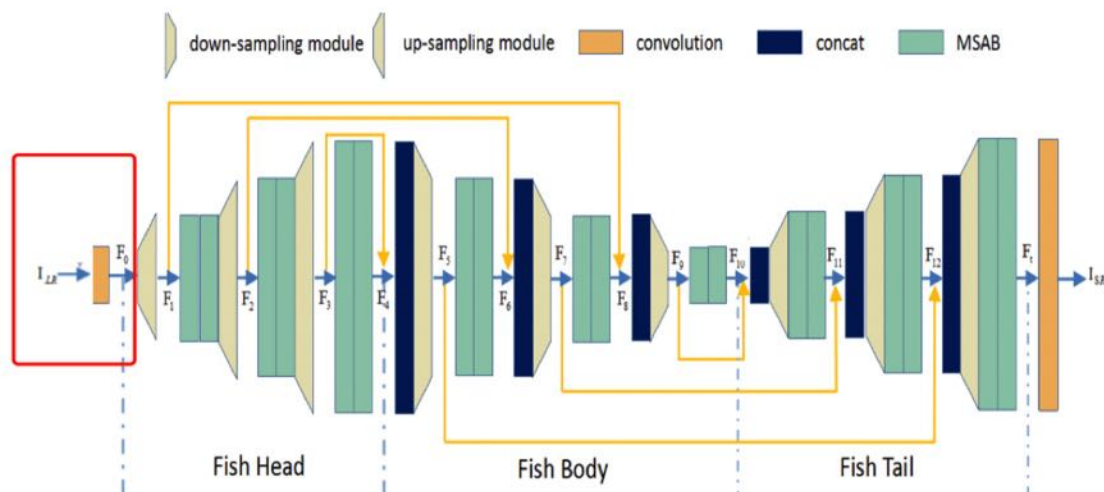 down-sampling module up-sampling module convolution concat MSAB
I_LR F_0 F_1 F_2 F_3 F_4 F_5 F_6 F_7 F_8 F_9 F_10 F_11 F_12 F_t I_SR
Fish Head Fish Body Fish Tail